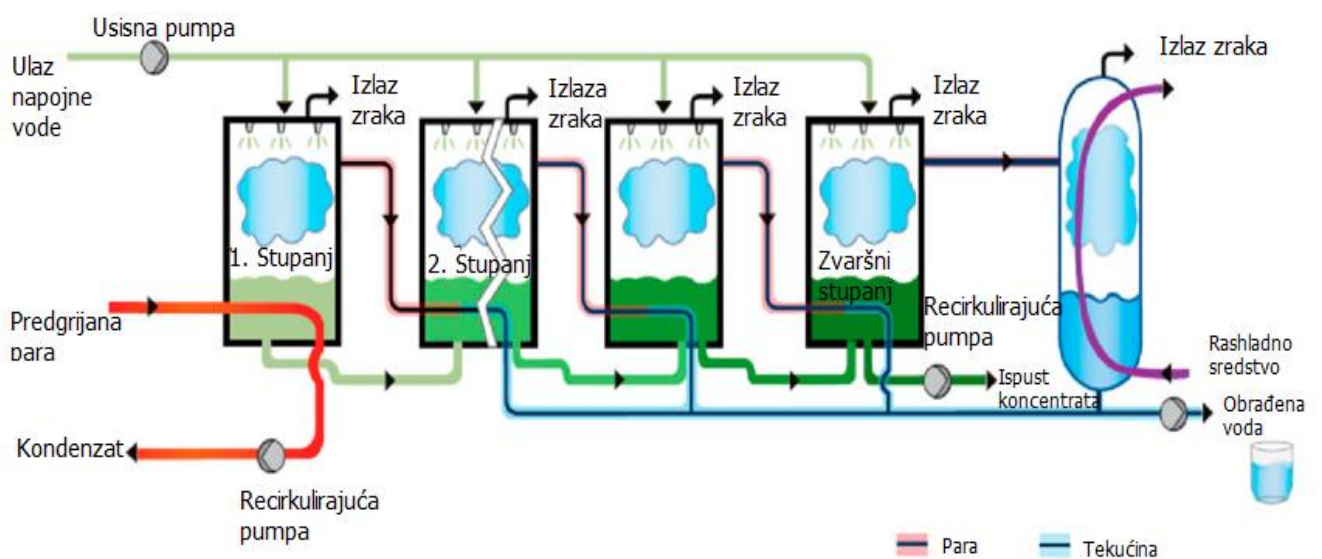 Usisna pumpa
Ulaz
napojne
vode
Izlaz
zraka
Izlaza
zraka
Izlaz
zraka
Izlaz
zraka
Izlaz zraka
1. Stupanj
2. Stupanj
Zvaršni
stupanj
Predgrijana
para
Recirkulirajuća
pumpa
Rashladno
sredstvo
Ispust
koncentrata
Obrađena
voda
Kondenzat
Recirkulirajuća
pumpa
Para
Tekućina